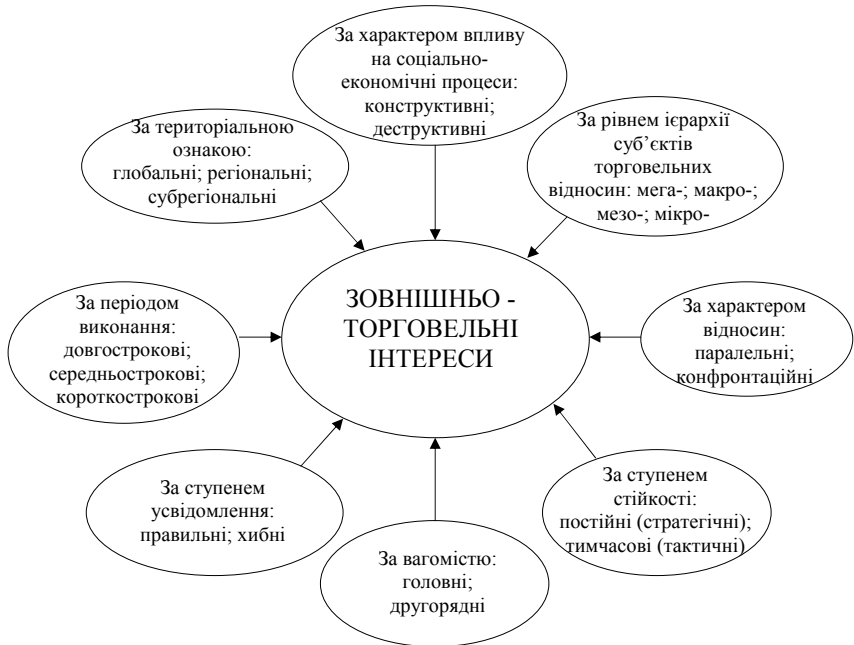 За характером впливу
на соціально-
економічні процеси:
конструктивні;
деструктивні
За територіальною
ознакою:
глобальні; регіональні;
субрегіональні
За рівнем ієрархії
суб’єктів
торговельних
відносин: мега-; макро-;
мезо-; мікро-
ЗОВНІШНЬО -
ТОРГОВЕЛЬНІ
ІНТЕРЕСИ
За періодом
виконання:
довгострокові;
середньострокові;
короткострокові
За характером
відносин:
паралельні;
конфронтаційні
За ступенем
усвідомлення:
правильні; хибні
За вагомістю:
головні;
другорядні
За ступенем
стійкості:
постійні (стратегічні);
тимчасові (тактичні)